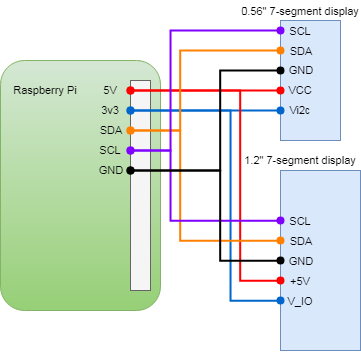 0.56" 7-segment display
SCL
SDA
GND
VCC
Vi2c
Raspberry Pi
5V
3v3
SDA
SCL
GND
1.2" 7-segment display
SCL
SDA
GND
+5V
V_IO